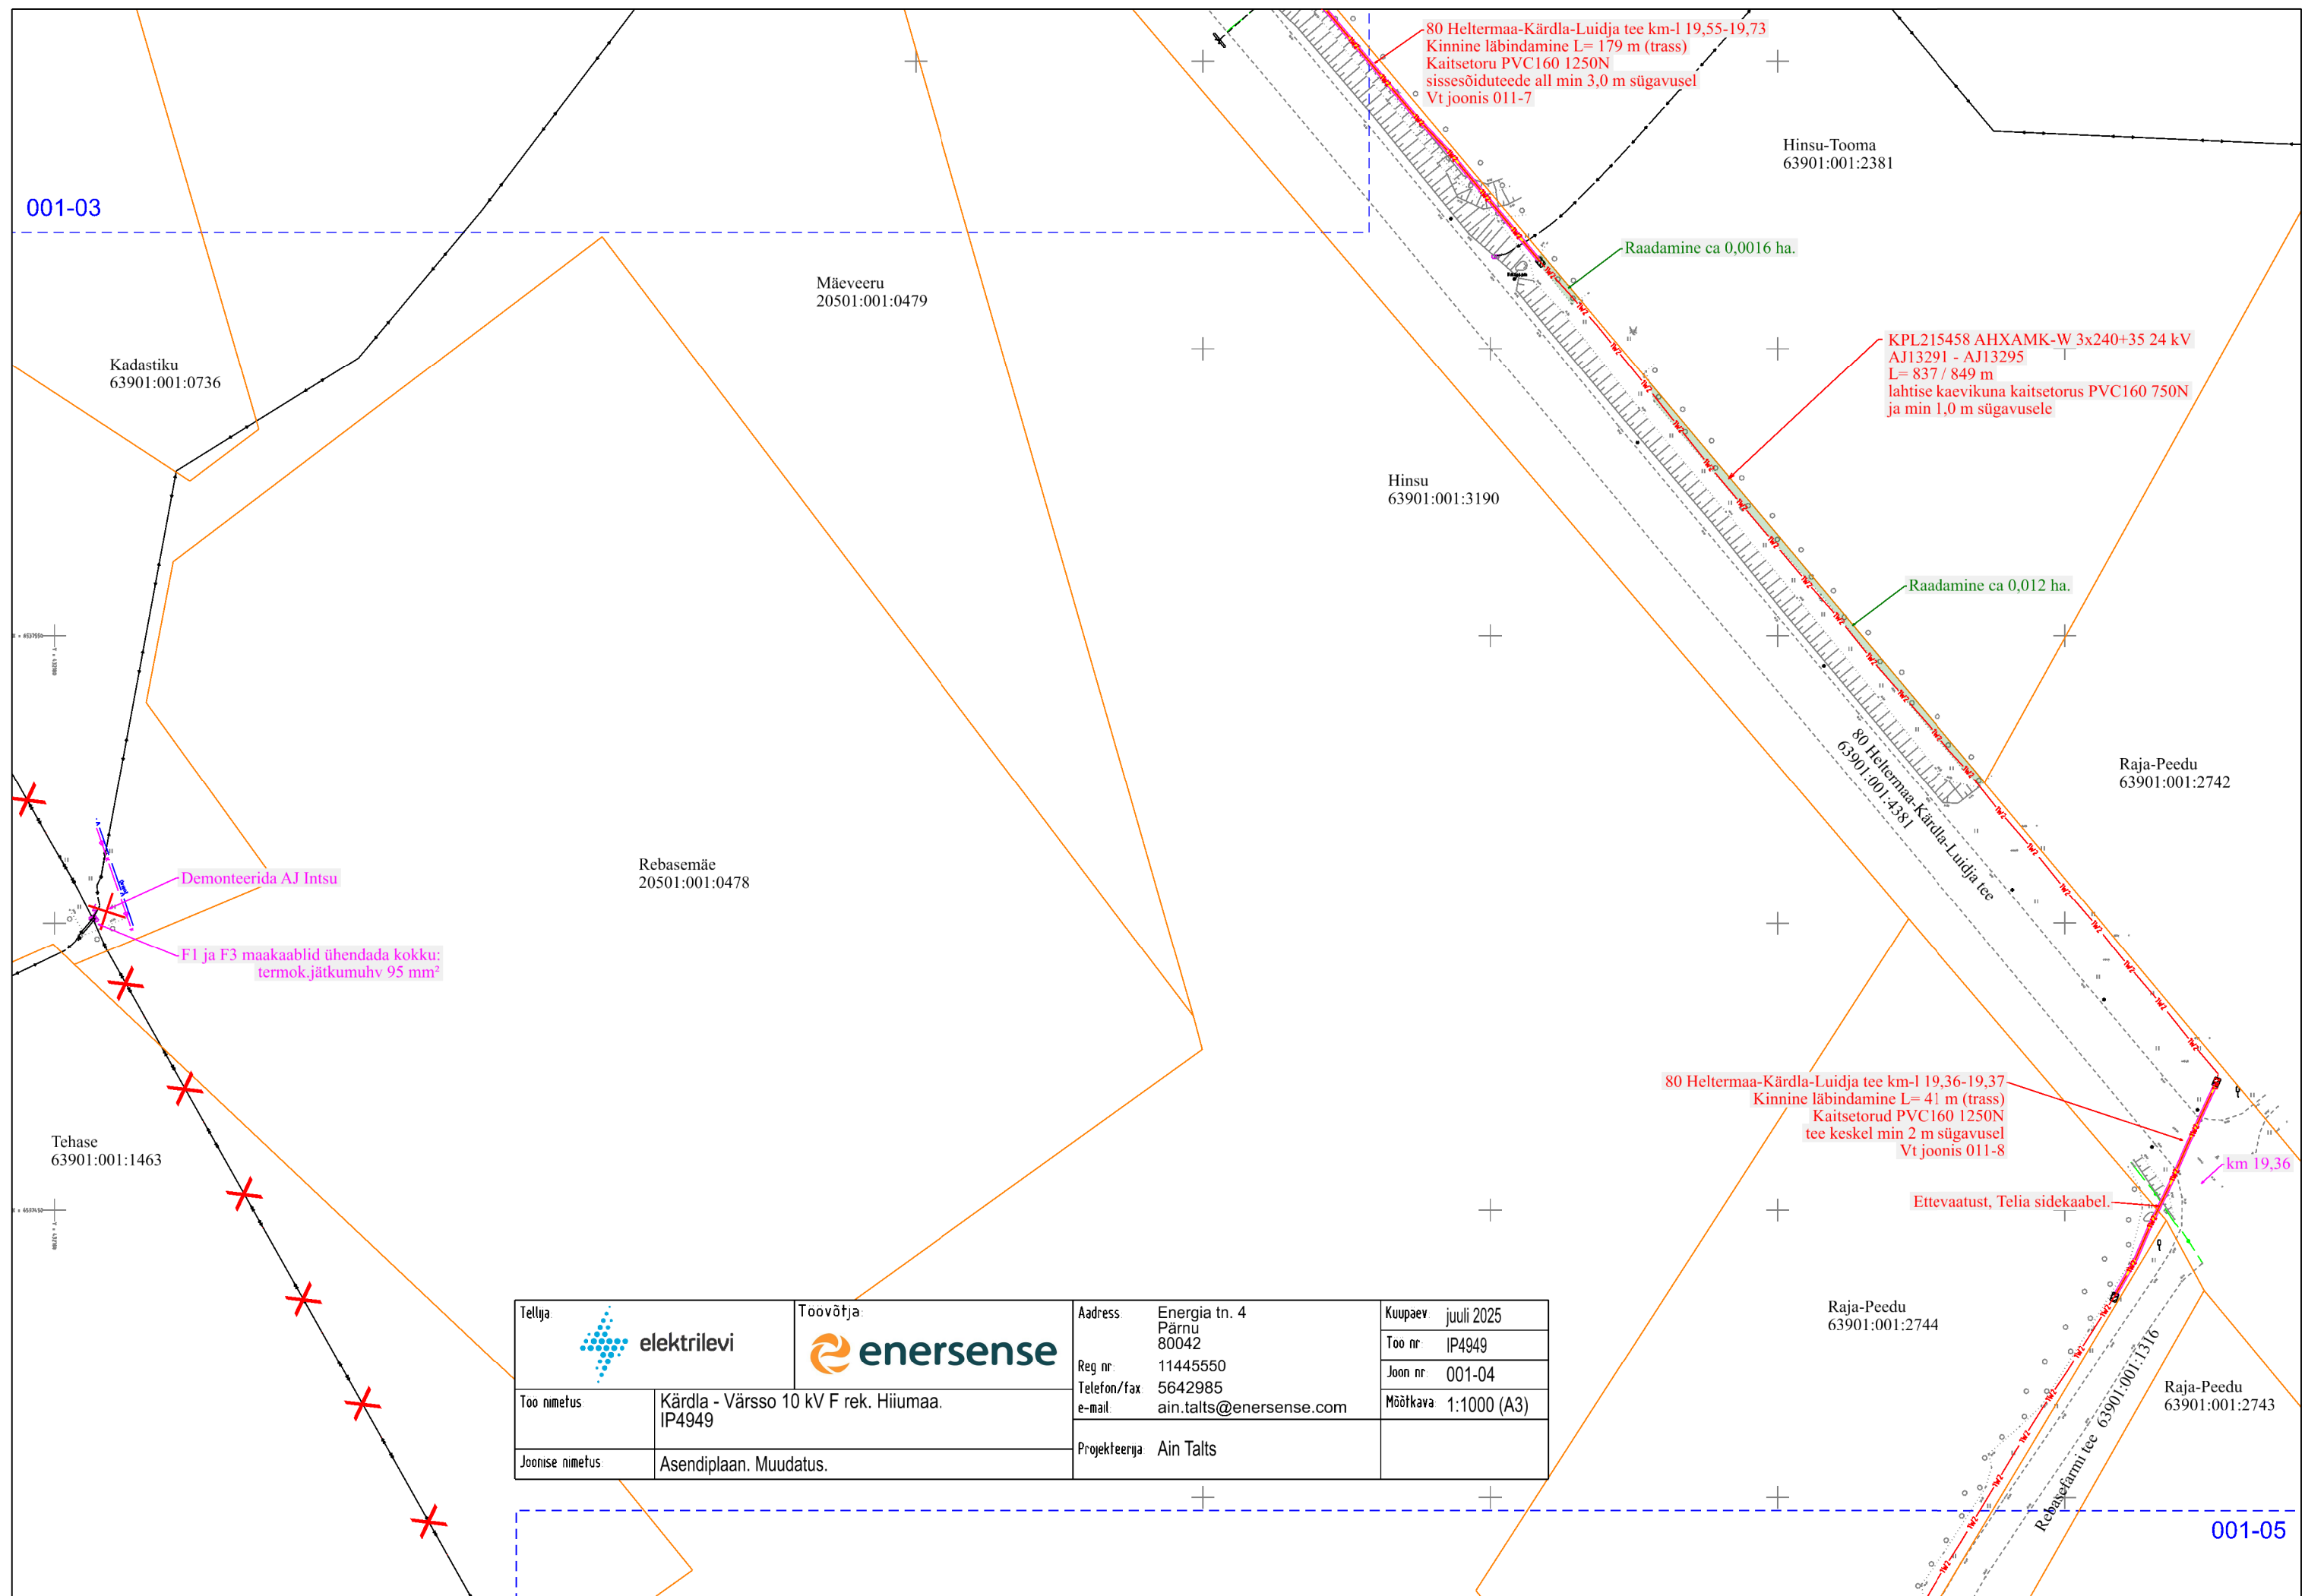 80 Heltermaa-Kärdla-Luidja tee km-l 19,55-19,73
Kinnine läbindamine L= 179 m (trass)
Kaitsetoru PVC160 1250N
sissesõiduteede all min 3,0 m sügavusel
Vt joonis 011-7
Hinsu-Tooma
63901:001:2381
001-03
Raadamine ca 0,0016 ha.
Mäeveeru
20501:001:0479
Kadastiku
63901:001:0736
KPL215458 AHXAMK-W 3x240+35 24 kV
AJ13291 - AJ13295
L= 837 / 849 m
lahtise kaevikuna kaitsetorus PVC160 750N
ja min 1,0 m sügavusele
Hinsu
63901:001:3190
Raadamine ca 0,012 ha.
80 Heltermaa-Kärdla-Luidja tee
63901:001:4381
Raja-Peedu
63901:001:2742
Rebasemäe
20501:001:0478
Demonteerida AJ Intsu
F1 ja F3 maakaablid ühendada kokku:
termok.jätkumuhv 95 mm²
80 Heltermaa-Kärdla-Luidja tee km-l 19,36-19,37
Kinnine läbindamine L= 41 m (trass)
Kaitsetorud PVC160 1250N
tee keskel min 2 m sügavusel
Vt joonis 011-8
km 19,36
Ettevaatust, Telia sidekaabel.
Tehase
63901:001:1463
Raja-Peedu
63901:001:2744
Raja-Peedu
63901:001:2743
Rebasefarmi tee 63901:001:1316
Tellija:
elektrilevi
Töövõtja:
enersense
Aadress: Energia tn. 4
Pärnu
80042
Reg nr: 11445550
Telefon/fax: 5642985
e-mail: ain.talts@enersense.com
Kuupäev: juuli 2025
Töö nr: IP4949
Joon nr: 001-04
Mõõtkava: 1:1000 (A3)
Töö nimetus: Kärdla - Värsso 10 kV F rek. Hiiumaa.
IP4949
Joonise nimetus: Asendiplaan. Muudatus.
Projekteerija: Ain Talts
001-05